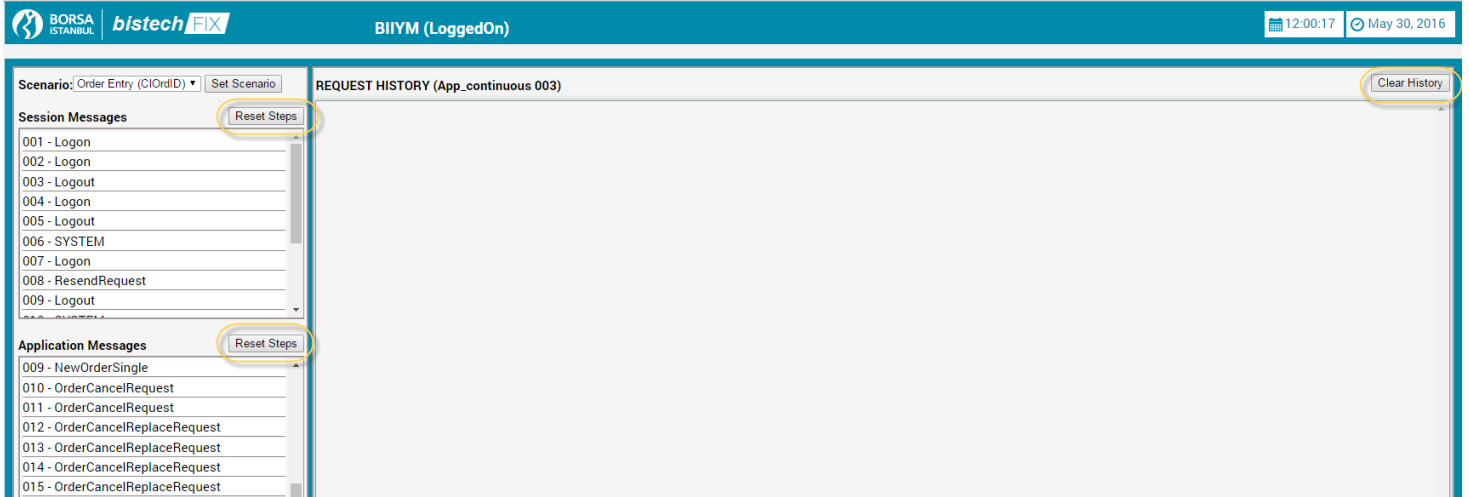 BORSA
İSTANBUL
bistech FIX
BIIYM (LoggedOn)
12:00:17
May 30, 2016
Scenario: Order Entry (ClOrdID)
Set Scenario
REQUEST HISTORY (App_continuous 003)
Clear History
Session Messages
Reset Steps
001 - Logon
002 - Logon
003 - Logout
004 - Logon
005 - Logout
006 - SYSTEM
007 - Logon
008 - ResendRequest
009 - Logout
Application Messages
Reset Steps
009 - NewOrderSingle
010 - OrderCancelRequest
011 - OrderCancelRequest
012 - OrderCancelReplaceRequest
013 - OrderCancelReplaceRequest
014 - OrderCancelReplaceRequest
015 - OrderCancelReplaceRequest